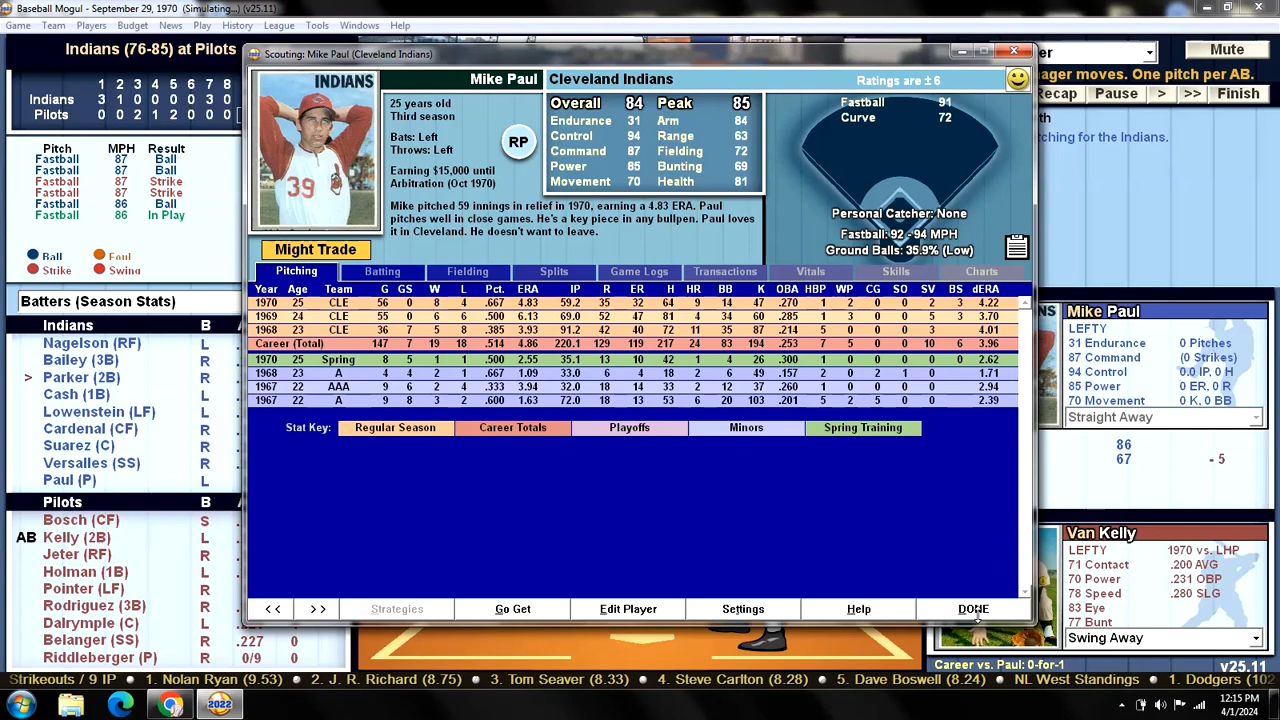 Baseball Mogul - September 29, 1970 (Simulating...) (v25.11)
Game Team Players Budget News Play History League Tools Windows Help
Indians (76-85) at Pilots
1 2 3 4 5 6 7 8
Indians 3 1 0 0 0 0 3 0
Pilots 0 0 2 1 2 0 0 0
Pitch MPH Result
Fastball 87 Ball
Fastball 87 Ball
Fastball 87 Strike
Fastball 87 Strike
Fastball 86 Ball
Fastball 86 In Play
Ball Foul
Strike Swing
Batters (Season Stats)
Indians B
Nagelson (RF) L
Bailey (3B) R
> Parker (2B) R
Cash (1B) L
Lowenstein (LF) L
Cardenal (CF) R
Suarez (C) R
Versalles (SS) R
Paul (P) L
Pilots B
Bosch (CF) S
AB Kelly (2B) L
Jeter (RF) R
Holman (1B) L
Pointer (LF) R
Rodriguez (3B) R
Dalrymple (C) L
Belanger (SS) R .227 0
Riddleberger (P) R 0/9 0
Scouting: Mike Paul (Cleveland Indians)
INDIANS
39
Mike Paul
25 years old
Third season
Bats: Left
Throws: Left
Earning $15,000 until
Arbitration (Oct 1970)
RP
Cleveland Indians
Ratings are ± 6
Overall 84 Peak 85
Endurance 31 Arm 84
Control 94 Range 63
Command 87 Fielding 72
Power 85 Bunting 69
Movement 70 Health 81
Mike pitched 59 innings in relief in 1970, earning a 4.83 ERA. Paul
pitches well in close games. He's a key piece in any bullpen. Paul loves
it in Cleveland. He doesn't want to leave.
Fastball 91
Curve 72
Personal Catcher: None
Fastball: 92 - 94 MPH
Ground Balls: 35.9% (Low)
Might Trade
Pitching Batting Fielding Splits Game Logs Transactions Vitals Skills Charts
Year Age Team G GS W L Pct. ERA IP R ER H HR BB K OBA HBP WP CG SO SV BS dERA
1970 25 CLE 56 0 8 4 .667 4.83 59.2 35 32 64 9 14 47 .270 1 2 0 0 2 3 4.22
1969 24 CLE 55 0 6 6 .500 6.13 69.0 52 47 81 4 34 60 .285 1 3 0 0 5 3 3.70
1968 23 CLE 36 7 5 8 .385 3.93 91.2 42 40 72 11 35 87 .214 5 0 0 0 3 4.01
Career (Total) 147 7 19 18 .514 4.86 220.1 129 119 217 24 83 194 .253 7 5 0 0 10 6 3.96
1970 25 Spring 8 5 1 1 .500 2.55 35.1 13 10 42 1 4 26 .300 1 0 0 0 0 0 2.62
1968 23 A 4 4 2 1 .667 1.09 33.0 6 4 18 2 6 49 .157 2 0 2 1 0 0 1.71
1967 22 AAA 9 6 2 4 .333 3.94 32.0 18 14 33 2 12 37 .260 1 0 0 0 0 0 2.94
1967 22 A 9 8 3 2 .600 1.63 72.0 18 13 53 6 20 103 .201 5 2 5 0 0 0 2.39
Stat Key: Regular Season Career Totals Playoffs Minors Spring Training
<< >> Strategies Go Get Edit Player Settings Help DONE
Mute
nager moves. One pitch per AB.
Recap Pause > >> Finish
tching for the Indians.
Mike Paul
LEFTY
31 Endurance 0 Pitches
87 Command (0 Strikes)
94 Control 0.0 IP, 0 H
85 Power 0 ER, 0 R
70 Movement 0 K, 0 BB
Straight Away
86
67 - 5
Van Kelly
LEFTY 1970 vs. LHP
71 Contact .200 AVG
70 Power .231 OBP
78 Speed .280 SLG
83 Eye
77 Bunt
Swing Away
Career vs. Paul: 0-for-1
v25.11
Strikeouts / 9 IP • 1. Nolan Ryan (9.53) • 2. J. R. Richard (8.75) • 3. Tom Seaver (8.33) • 4. Steve Carlton (8.28) • 5. Dave Boswell (8.24) • NL West Standings • 1. Dodgers (102
2022
12:15 PM
4/1/2024